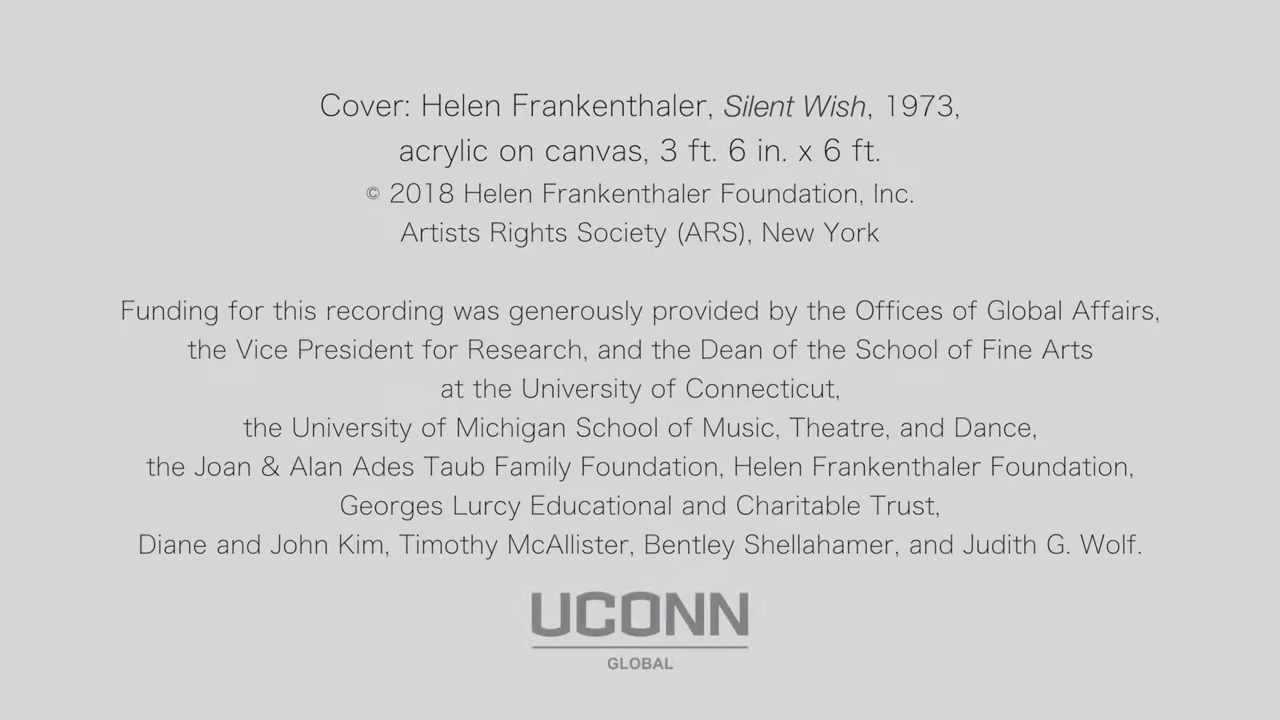 Cover: Helen Frankenthaler, Silent Wish, 1973,
acrylic on canvas, 3 ft. 6 in. x 6 ft.
© 2018 Helen Frankenthaler Foundation, Inc.
Artists Rights Society (ARS), New York
Funding for this recording was generously provided by the Offices of Global Affairs,
the Vice President for Research, and the Dean of the School of Fine Arts
at the University of Connecticut,
the University of Michigan School of Music, Theatre, and Dance,
the Joan & Alan Ades Taub Family Foundation, Helen Frankenthaler Foundation,
Georges Lurcy Educational and Charitable Trust,
Diane and John Kim, Timothy McAllister, Bentley Shellahamer, and Judith G. Wolf.
UCONN
GLOBAL